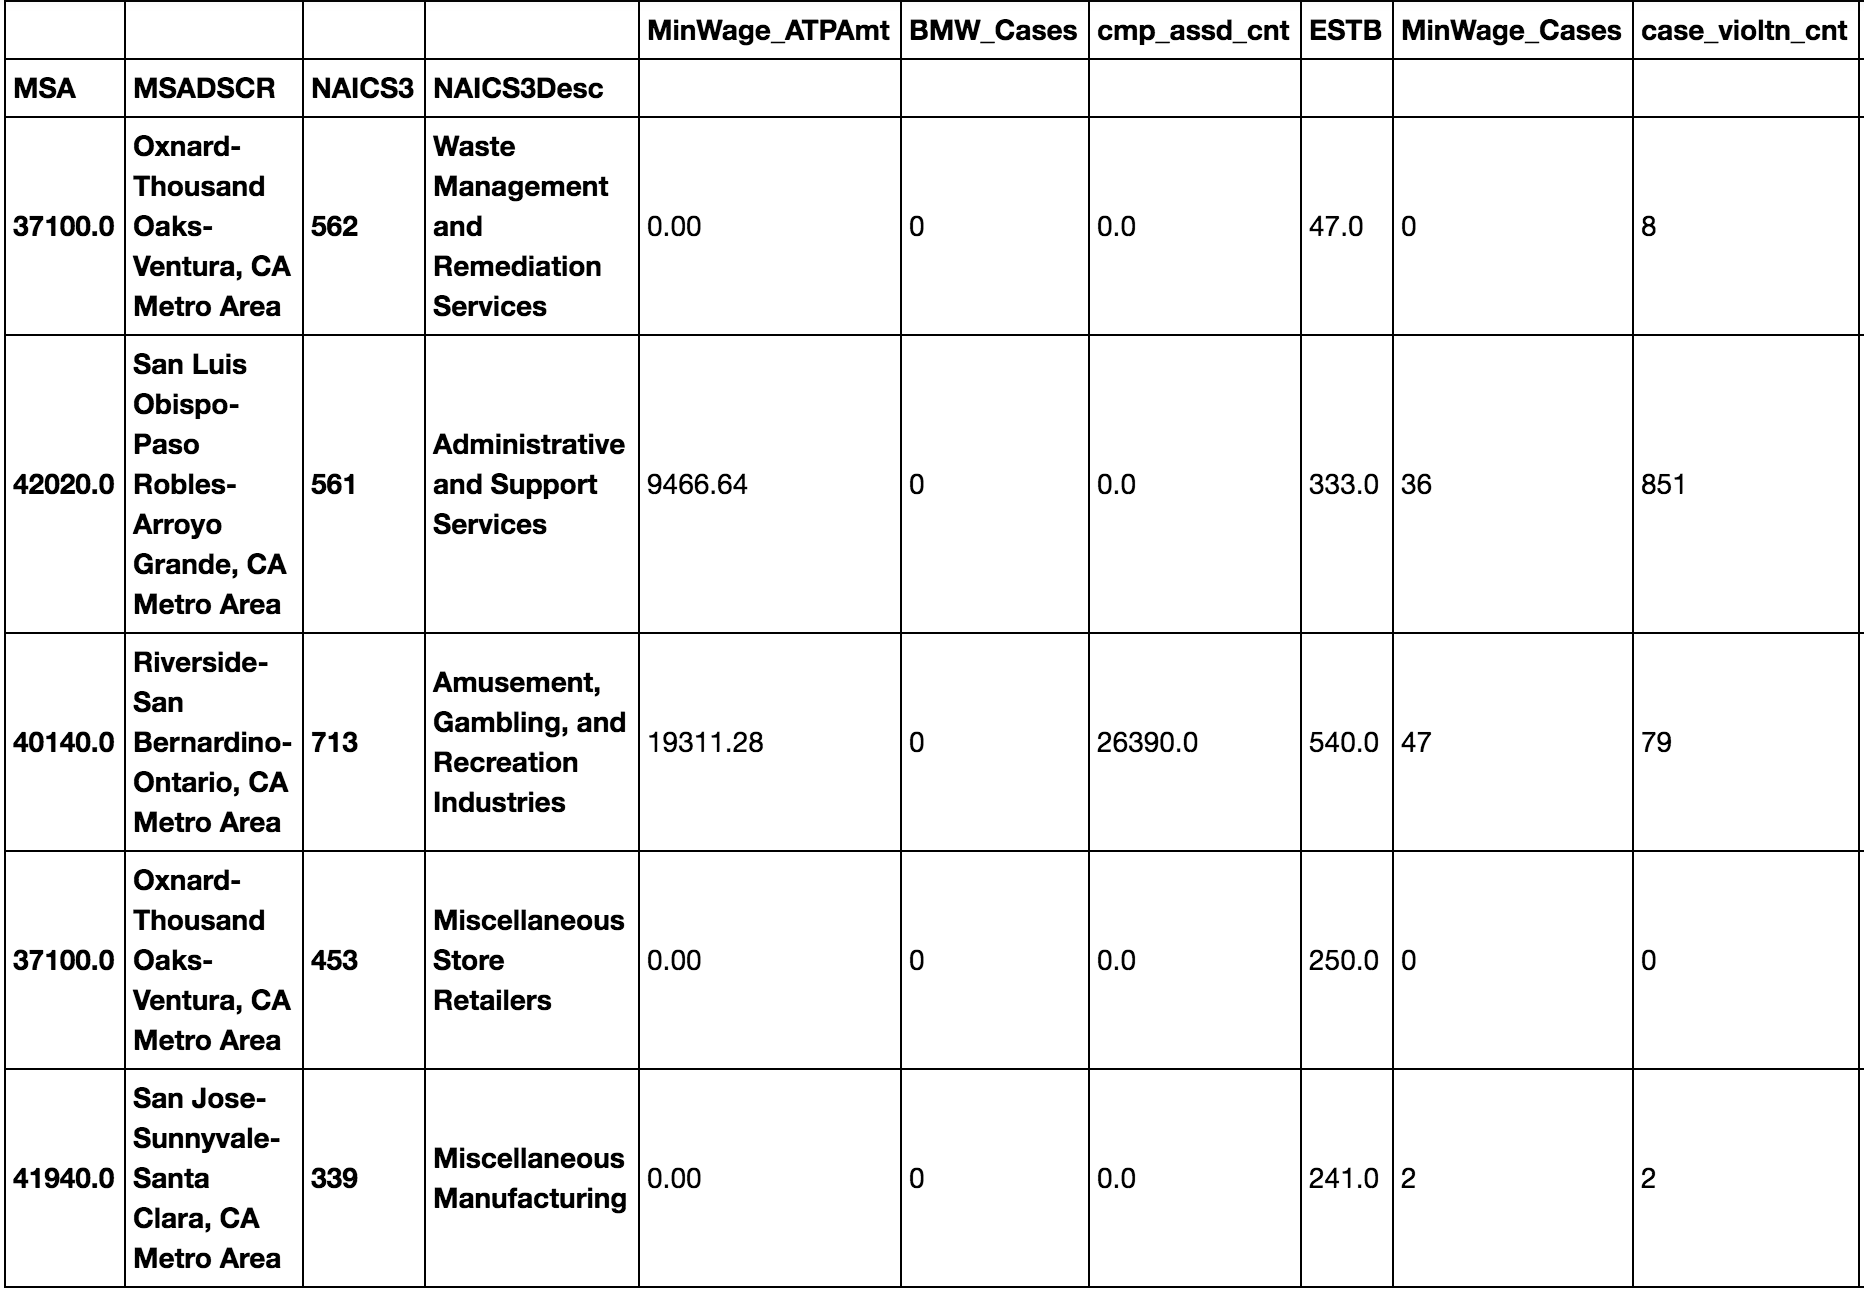 MinWage_ATPAmt BMW_Cases cmp_assd_cnt ESTB MinWage_Cases case_violtn_cnt
MSA MSADSCR NAICS3 NAICS3Desc
37100.0
Oxnard-
Thousand
Oaks-
Ventura, CA
Metro Area
562
Waste
Management
and
Remediation
Services
0.00 0 0.0 47.0 0 8
42020.0
San Luis
Obispo-
Paso
Robles-
Arroyo
Grande, CA
Metro Area
561
Administrative
and Support
Services
9466.64 0 0.0 333.0 36 851
40140.0
Riverside-
San
Bernardino-
Ontario, CA
Metro Area
713
Amusement,
Gambling, and
Recreation
Industries
19311.28 0 26390.0 540.0 47 79
37100.0
Oxnard-
Thousand
Oaks-
Ventura, CA
Metro Area
453
Miscellaneous
Store
Retailers
0.00 0 0.0 250.0 0 0
41940.0
San Jose-
Sunnyvale-
Santa
Clara, CA
Metro Area
339
Miscellaneous
Manufacturing
0.00 0 0.0 241.0 2 2